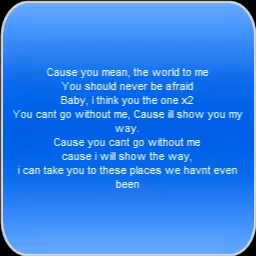 Cause you mean, the world to me
You should never be afraid
Baby, i think you the one x2
You cant go without me, Cause ill show you my
way.
Cause you cant go without me
cause i will show the way,
i can take you to these places we havnt even
been